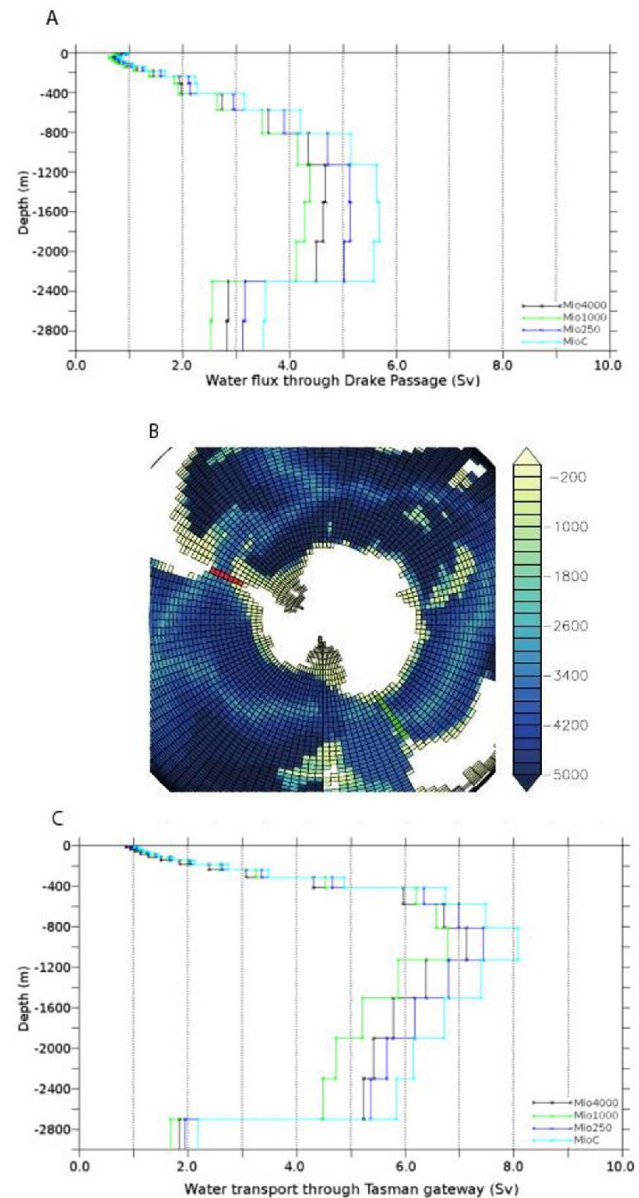 A
0
-400
-800
-1200
-1600
-2000
-2400
-2800
Depth (m)
Mio4000
Mio1000
Mio250
MioC
2.0 4.0 6.0 8.0 10.0
Water flux through Drake Passage (Sv)
B
-200
-1000
-1800
-2600
-3400
-4200
-5000
C
0
-400
-800
-1200
-1600
-2000
-2400
-2800
Depth (m)
Mio4000
Mio1000
Mio250
MioC
0.0 2.0 4.0 6.0 8.0 10.0
Water transport through Tasman gateway (Sv)